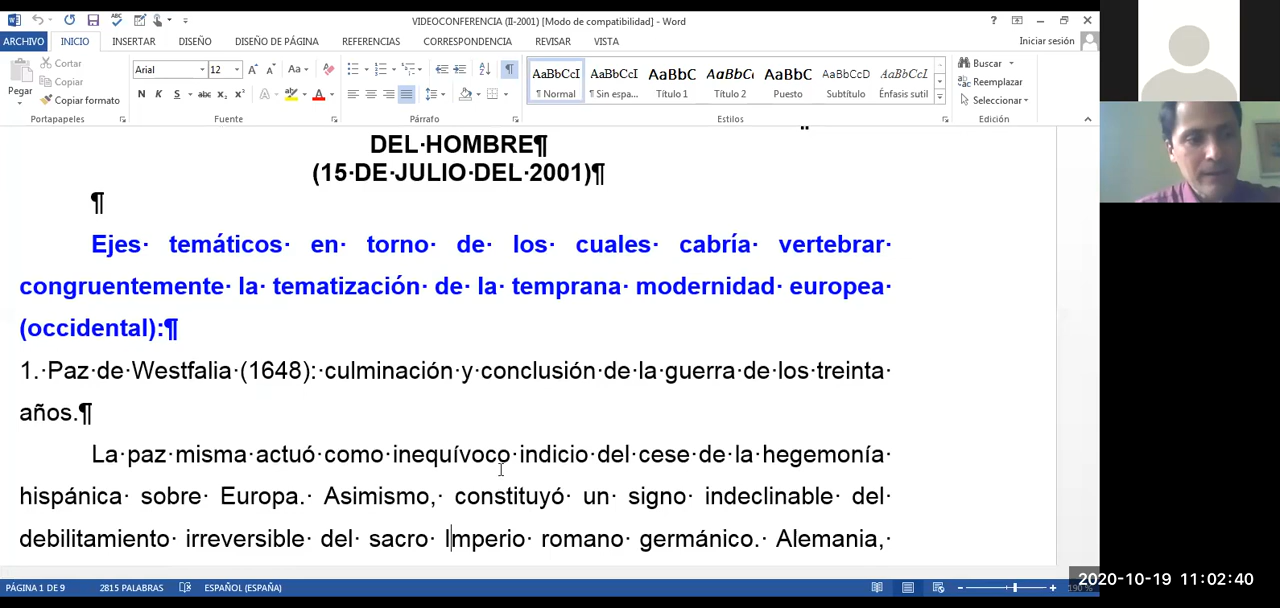 VIDEOCONFERENCIA (II-2001) [Modo de compatibilidad] - Word
ARCHIVO INICIO INSERTAR DISEÑO DISEÑO DE PÁGINA REFERENCIAS CORRESPONDENCIA REVISAR VISTA Iniciar sesión
Pegar
Cortar
Copiar
Copiar formato
Portapapeles
Arial 12
N K S abc x₂ x²
Fuente
Párrafo
AaBbCcI AaBbCcI AaBbC AaBbCc AaBbC AaBbCcD AaBbCcI
¶ Normal ¶ Sin espa... Título 1 Título 2 Puesto Subtítulo Énfasis sutil
Estilos
Buscar
Reemplazar
Seleccionar
Edición
DEL·HOMBRE¶
(15·DE·JULIO·DEL·2001)¶
¶
Ejes· temáticos· en· torno· de· los· cuales· cabría· vertebrar·
congruentemente· la· tematización· de· la· temprana· modernidad· europea·
(occidental):¶
1.·Paz·de·Westfalia·(1648):·culminación·y·conclusión·de·la·guerra·de·los·treinta·
años.¶
La·paz·misma·actuó·como·inequívoco·indicio·del·cese·de·la·hegemonía·
hispánica· sobre· Europa.· Asimismo,· constituyó· un· signo· indeclinable· del·
debilitamiento· irreversible· del· sacro· Imperio· romano· germánico.· Alemania,·
PÁGINA 1 DE 9 2815 PALABRAS ESPAÑOL (ESPAÑA) 190 %
2020-10-19 11:02:40